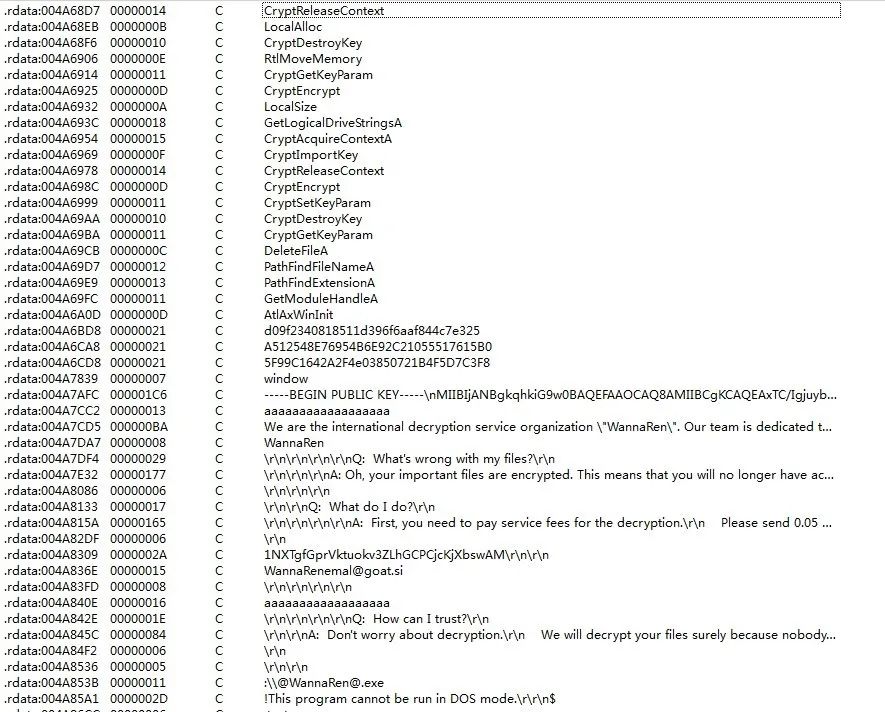 .rdata:004A68D7 00000014 C CryptReleaseContext
.rdata:004A68EB 0000000B C LocalAlloc
.rdata:004A68F6 00000010 C CryptDestroyKey
.rdata:004A6906 0000000E C RtlMoveMemory
.rdata:004A6914 00000011 C CryptGetKeyParam
.rdata:004A6925 0000000D C CryptEncrypt
.rdata:004A6932 0000000A C LocalSize
.rdata:004A693C 00000018 C GetLogicalDriveStringsA
.rdata:004A6954 00000015 C CryptAcquireContextA
.rdata:004A6969 0000000F C CryptImportKey
.rdata:004A6978 00000014 C CryptReleaseContext
.rdata:004A698C 0000000D C CryptEncrypt
.rdata:004A6999 00000011 C CryptSetKeyParam
.rdata:004A69AA 00000010 C CryptDestroyKey
.rdata:004A69BA 00000011 C CryptGetKeyParam
.rdata:004A69CB 0000000C C DeleteFileA
.rdata:004A69D7 00000012 C PathFindFileNameA
.rdata:004A69E9 00000013 C PathFindExtensionA
.rdata:004A69FC 00000011 C GetModuleHandleA
.rdata:004A6A0D 0000000D C AtlAxWinInit
.rdata:004A6BD8 00000021 C d09f2340818511d396f6aaf844c7e325
.rdata:004A6CA8 00000021 C A512548E76954B6E92C21055517615B0
.rdata:004A6CD8 00000021 C 5F99C1642A2F4e03850721B4F5D7C3F8
.rdata:004A7839 00000007 C window
.rdata:004A7AFC 000001C6 C -----BEGIN PUBLIC KEY-----\nMIIBIjANBgkqhkiG9w0BAQEFAAOCAQ8AMIIBCgKCAQEAxTC/Igjuyb...
.rdata:004A7CC2 00000013 C aaaaaaaaaaaaaaaaaa
.rdata:004A7CD5 000000BA C We are the international decryption service organization \"WannaRen\". Our team is dedicated t...
.rdata:004A7DA7 00000008 C WannaRen
.rdata:004A7DF4 00000029 C \r\n\r\n\r\n\r\nQ:  What's wrong with my files?\r\n
.rdata:004A7E32 00000177 C \r\n\r\n\r\nA: Oh, your important files are encrypted. This means that you will no longer have ac...
.rdata:004A8086 00000006 C \r\n\r\n\r\n
.rdata:004A8133 00000017 C \r\n\r\nQ:  What do I do?\r\n
.rdata:004A815A 00000165 C \r\n\r\n\r\n\r\nA:  First, you need to pay service fees for the decryption.\r\n    Please send 0.05 ...
.rdata:004A82DF 00000006 C \r\n
.rdata:004A8309 0000002A C 1NXTgfGprVktuokv3ZLhGCPCjcKjXbswAM\r\n\r\n
.rdata:004A836E 00000015 C WannaRenemal@goat.si
.rdata:004A83FD 00000008 C \r\n\r\n\r\n\r\n
.rdata:004A840E 00000016 C aaaaaaaaaaaaaaaaaa
.rdata:004A842E 0000001E C \r\n\r\n\r\n\r\nQ:  How can I trust?\r\n
.rdata:004A845C 00000084 C \r\n\r\nA:  Don't worry about decryption.\r\n    We will decrypt your files surely because nobody...
.rdata:004A84F2 00000006 C \r\n
.rdata:004A8536 00000005 C \r\n\r\n
.rdata:004A853B 00000011 C :\\@WannaRen@.exe
.rdata:004A85A1 0000002D C !This program cannot be run in DOS mode.\r\r\n$